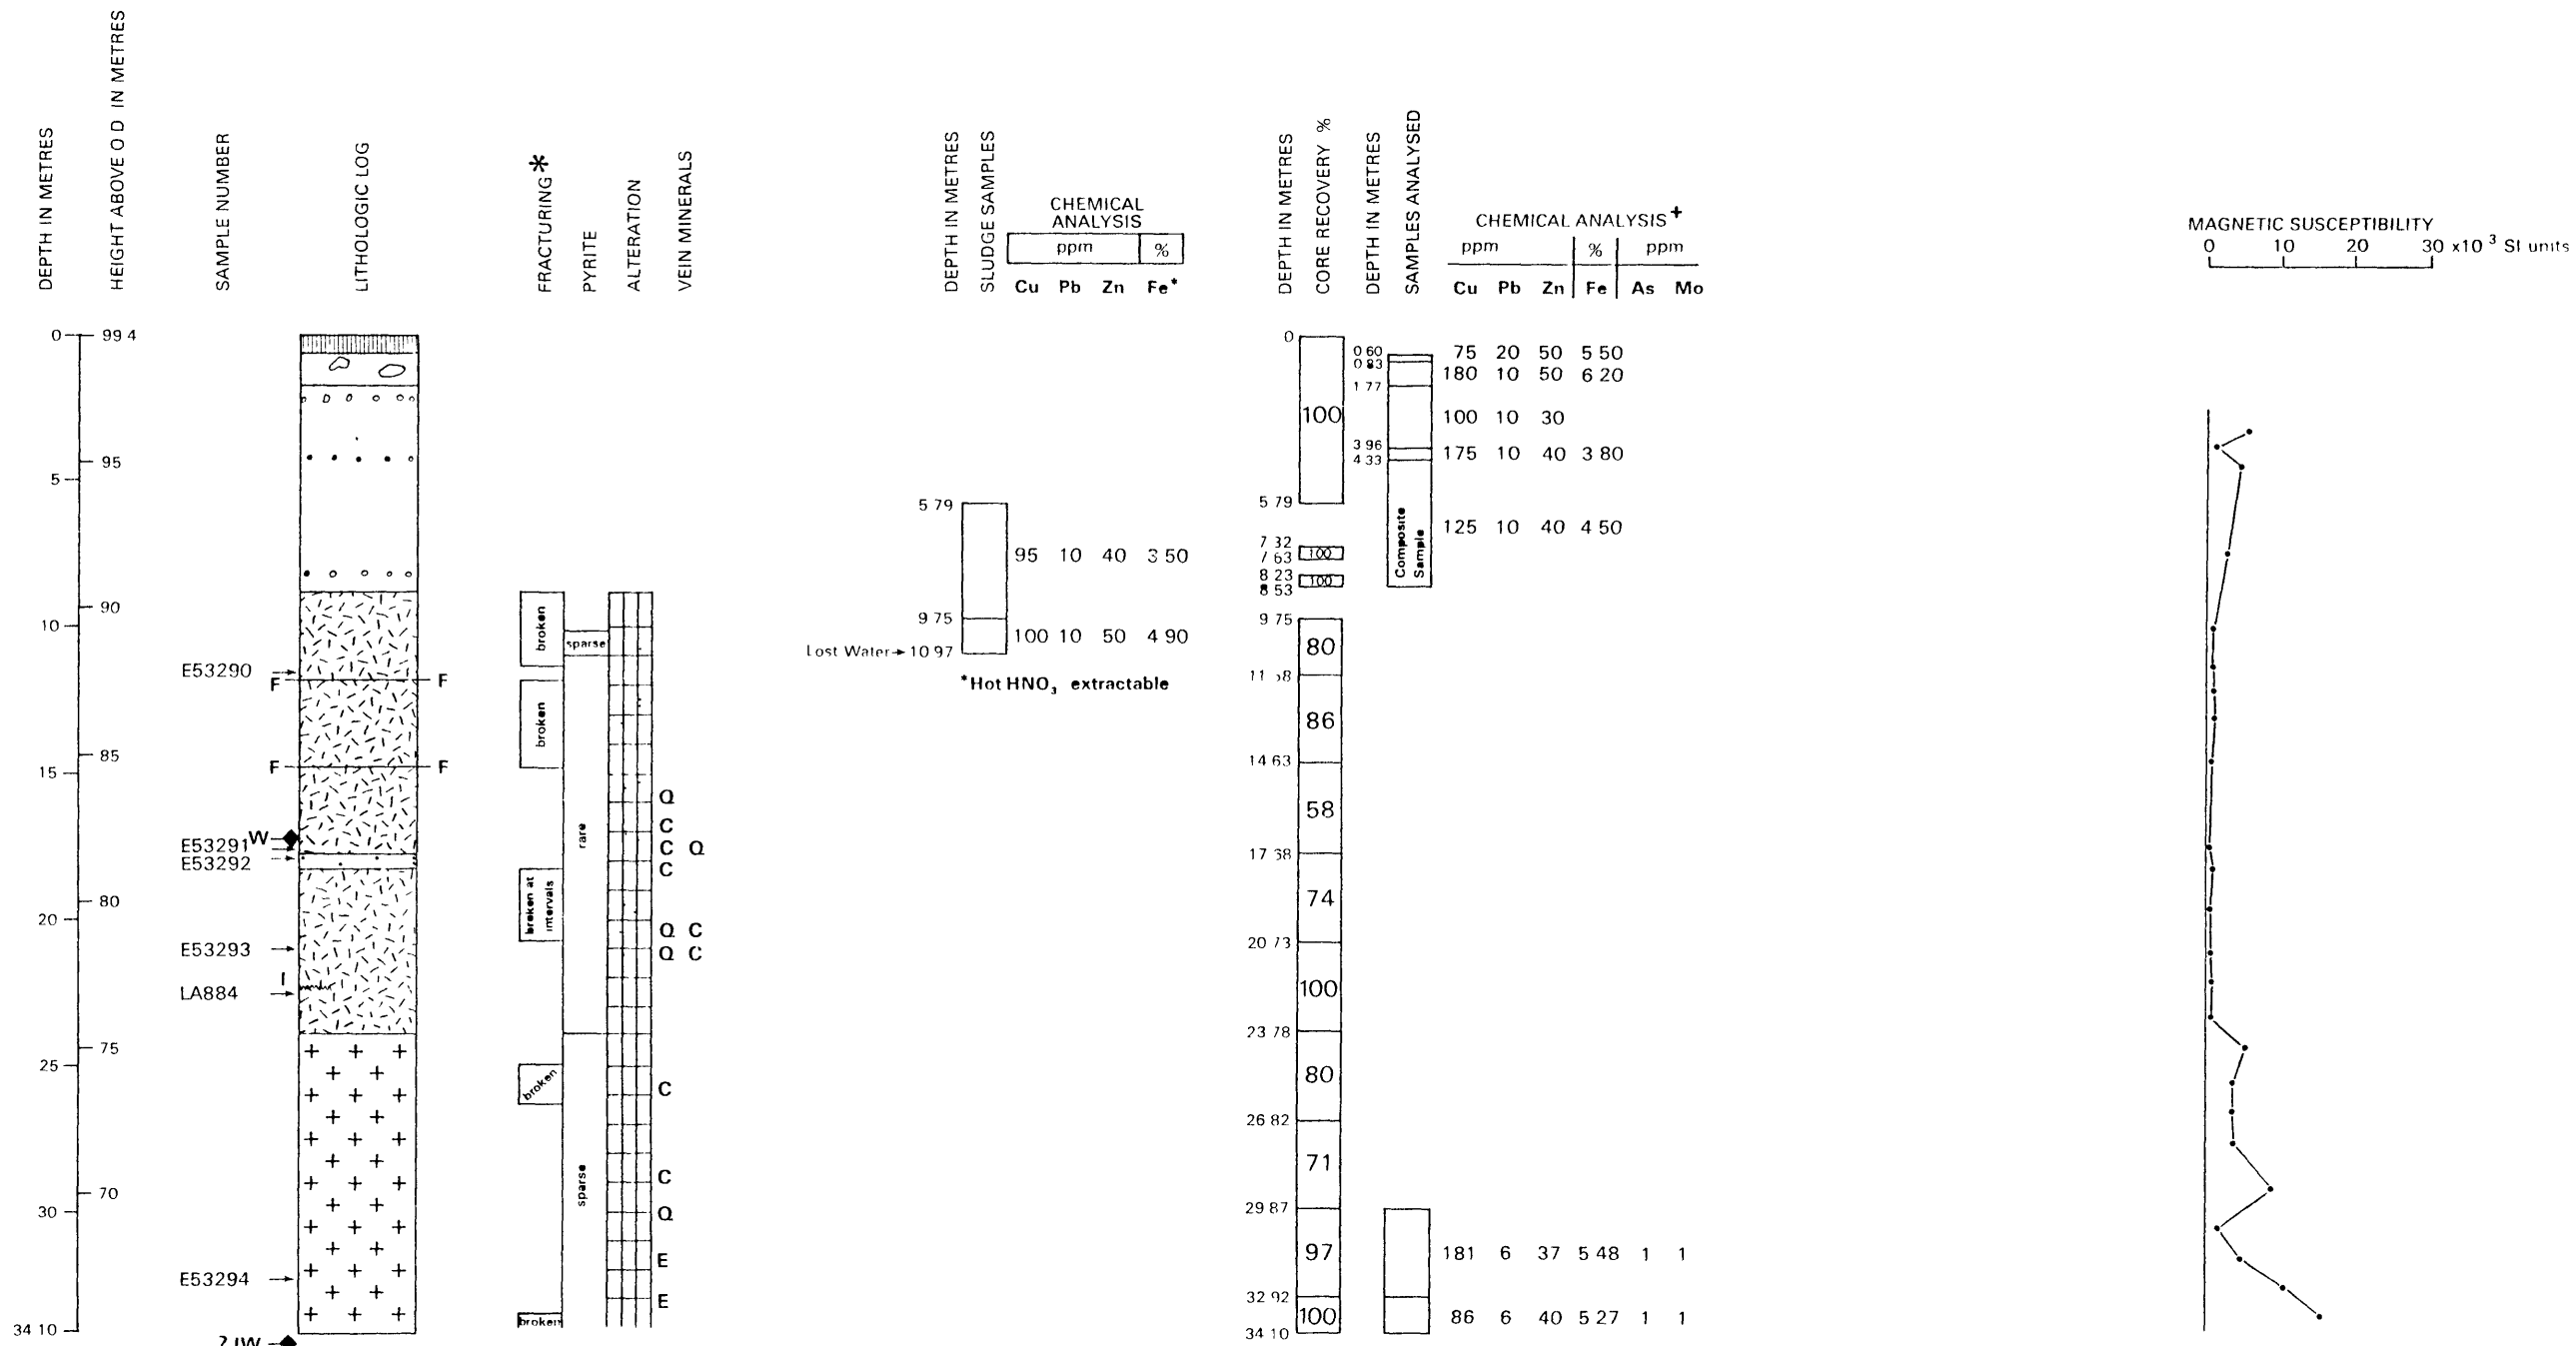 DEPTH IN METRES
HEIGHT ABOVE O D IN METRES
SAMPLE NUMBER
LITHOLOGIC LOG
FRACTURING*
PYRITE
ALTERATION
VEIN MINERALS
DEPTH IN METRES
SLUDGE SAMPLES
CHEMICAL
ANALYSIS
ppm %
Cu Pb Zn Fe*
DEPTH IN METRES
CORE RECOVERY %
DEPTH IN METRES
SAMPLES ANALYSED
CHEMICAL ANALYSIS+
ppm % ppm
Cu Pb Zn Fe As Mo
MAGNETIC SUSCEPTIBILITY
0 10 20 30 x10 3 SI units
0 99 4
95
5
90
10
85
15
80
20
75
25
70
30
34 10
E53290
F F
F F
W
E53291
E53292
E53293
I
LA884
E53294
? IW
broken
broken
broken at
intervals
broken
broken
sparse
rare
sparse
Q
C
C Q
C
Q C
Q C
C
C
Q
E
E
5 79
95 10 40 3 50
9 75
100 10 50 4 90
Lost Water 10 97
*Hot HNO3 extractable
0
100
5 79
7 32
100
7 63
8 23
100
8 53
9 75
80
11 58
86
14 63
58
17 68
74
20 73
100
23 78
80
26 82
71
29 87
97
32 92
100
34 10
0 60
75 20 50 5 50
0 83
180 10 50 6 20
1 77
100 10 30
3 96
175 10 40 3 80
4 33
Composite
Sample
125 10 40 4 50
181 6 37 5 48 1 1
86 6 40 5 27 1 1